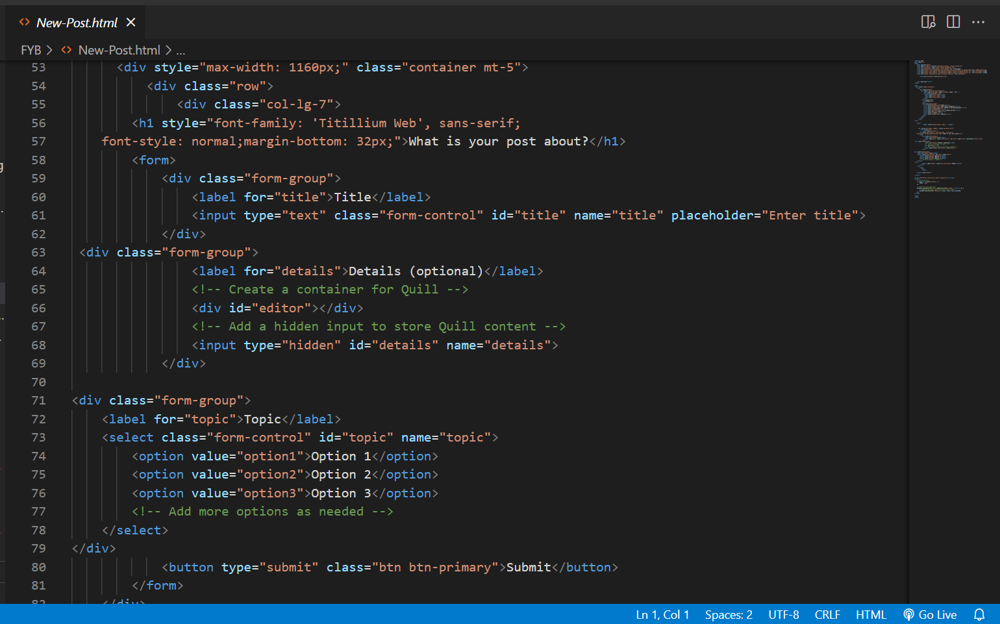 New-Post.html
FYB > New-Post.html > ...
53 <div style="max-width: 1160px;" class="container mt-5">
54 <div class="row">
55 <div class="col-lg-7">
56 <h1 style="font-family: 'Titillium Web', sans-serif;
57 font-style: normal;margin-bottom: 32px;">What is your post about?</h1>
58 <form>
59 <div class="form-group">
60 <label for="title">Title</label>
61 <input type="text" class="form-control" id="title" name="title" placeholder="Enter title">
62 </div>
63 <div class="form-group">
64 <label for="details">Details (optional)</label>
65 <!-- Create a container for Quill -->
66 <div id="editor"></div>
67 <!-- Add a hidden input to store Quill content -->
68 <input type="hidden" id="details" name="details">
69 </div>
70
71 <div class="form-group">
72 <label for="topic">Topic</label>
73 <select class="form-control" id="topic" name="topic">
74 <option value="option1">Option 1</option>
75 <option value="option2">Option 2</option>
76 <option value="option3">Option 3</option>
77 <!-- Add more options as needed -->
78 </select>
79 </div>
80 <button type="submit" class="btn btn-primary">Submit</button>
81 </form>
82 </div>
Ln 1, Col 1 Spaces: 2 UTF-8 CRLF HTML Go Live